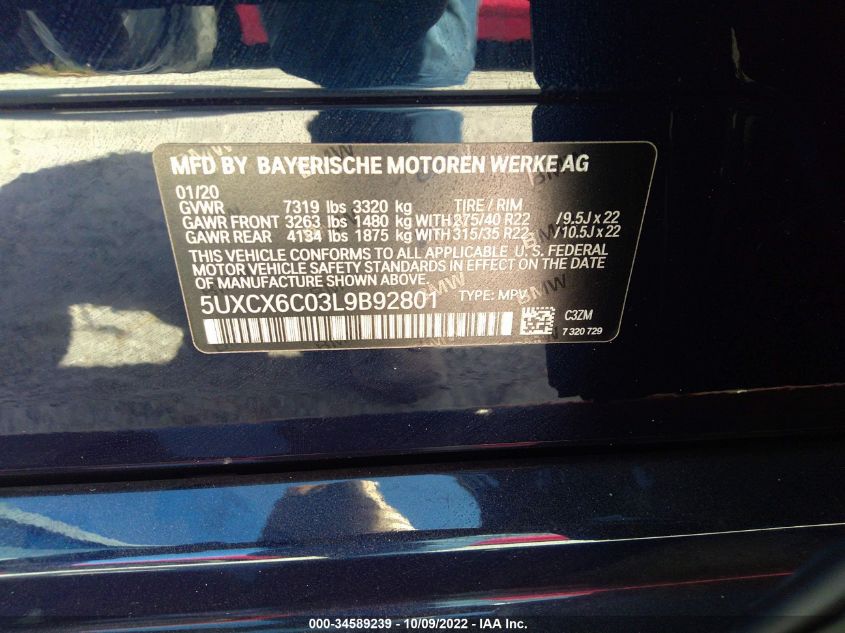 MFD BY BAYERISCHE MOTOREN WERKE AG
01/20
GVWR 7319 lbs 3320 kg TIRE / RIM
GAWR FRONT 3263 lbs 1480 kg WITH 275/40 R22 / 9.5J x 22
GAWR REAR 4134 lbs 1875 kg WITH 315/35 R22 / 10.5J x 22
THIS VEHICLE CONFORMS TO ALL APPLICABLE U. S. FEDERAL
MOTOR VEHICLE SAFETY STANDARDS IN EFFECT ON THE DATE
OF MANUFACTURE SHOWN ABOVE.
5UXCX6C03L9B92801 TYPE: MPV
C3ZM
7 320 729
000-34589239 - 10/09/2022 - IAA Inc.